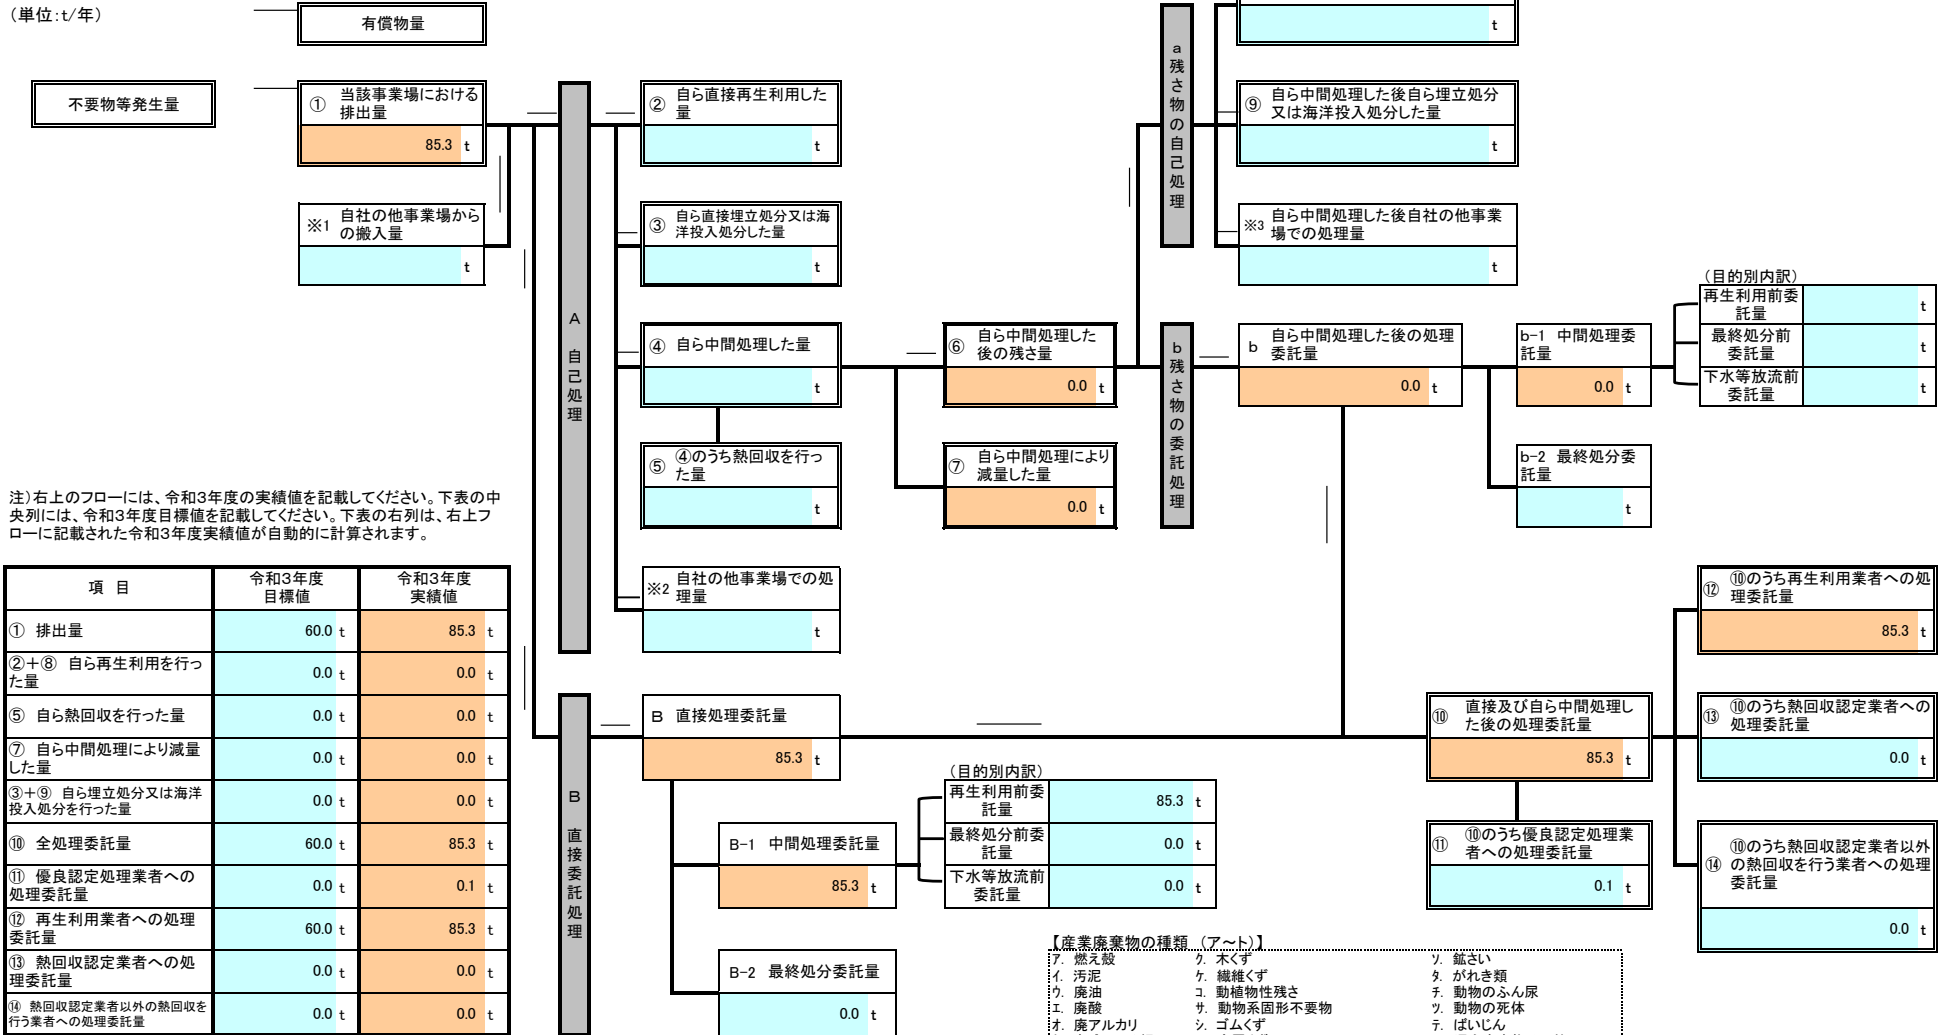 (単位:t/年)
有償物量
t
不要物等発生量
① 当該事業場における
排出量
85.3 t
※1 自社の他事業場から
の搬入量
t
A 自己処理
② 自ら直接再生利用した
量
t
③ 自ら直接埋立処分又は海
洋投入処分した量
t
④ 自ら中間処理した量
t
⑤ ④のうち熱回収を行っ
た量
t
※2 自社の他事業場での処
理量
t
⑥ 自ら中間処理した
後の残さ量
0.0 t
⑦ 自ら中間処理により
減量した量
0.0 t
a 残さ物の自己処理
⑨ 自ら中間処理した後自ら埋立処分
又は海洋投入処分した量
t
※3 自ら中間処理した後自社の他事業
場での処理量
t
b 残さ物の委託処理
b 自ら中間処理した後の処理
委託量
0.0 t
b-1 中間処理委
託量
0.0 t
b-2 最終処分委
託量
t
(目的別内訳)
再生利用前委
託量
t
最終処分前
委託量
t
下水等放流前
委託量
t
注)右上のフローには、令和3年度の実績値を記載してください。下表の中
央列には、令和3年度目標値を記載してください。下表の右列は、右上フ
ローに記載された令和3年度実績値が自動的に計算されます。
項 目 令和3年度 目標値 令和3年度 実績値
① 排出量 60.0 t 85.3 t
②+⑧ 自ら再生利用を行っ
た量 0.0 t 0.0 t
⑤ 自ら熱回収を行った量 0.0 t 0.0 t
⑦ 自ら中間処理により減量
した量 0.0 t 0.0 t
③+⑨ 自ら埋立処分又は海洋
投入処分を行った量 0.0 t 0.0 t
⑩ 全処理委託量 60.0 t 85.3 t
⑪ 優良認定処理業者への
処理委託量 0.0 t 0.1 t
⑫ 再生利用業者への処理
委託量 60.0 t 85.3 t
⑬ 熱回収認定業者への処
理委託量 0.0 t 0.0 t
⑭ 熱回収認定業者以外の熱回収を
行う業者への処理委託量 0.0 t 0.0 t
B 直接委託処理
B 直接処理委託量
85.3 t
B-1 中間処理委託量
85.3 t
B-2 最終処分委託量
0.0 t
(目的別内訳)
再生利用前委
託量
85.3 t
最終処分前委
託量
0.0 t
下水等放流前
委託量
0.0 t
⑩ 直接及び自ら中間処理し
た後の処理委託量
85.3 t
⑪ ⑩のうち優良認定処理業
者への処理委託量
0.1 t
⑫ ⑩のうち再生利用業者への処
理委託量
85.3 t
⑬ ⑩のうち熱回収認定業者への
処理委託量
0.0 t
⑭ ⑩のうち熱回収認定業者以外
の熱回収を行う業者への処理
委託量
0.0 t
【産業廃棄物の種類 (ア～ト)】
ア. 燃え殻 ク. 木くず ソ. 鉱さい
イ. 汚泥 ケ. 繊維くず タ. がれき類
ウ. 廃油 コ. 動植物性残さ チ. 動物のふん尿
エ. 廃酸 サ. 動物系固形不要物 ツ. 動物の死体
オ. 廃アルカリ シ. ゴムくず テ. ばいじん